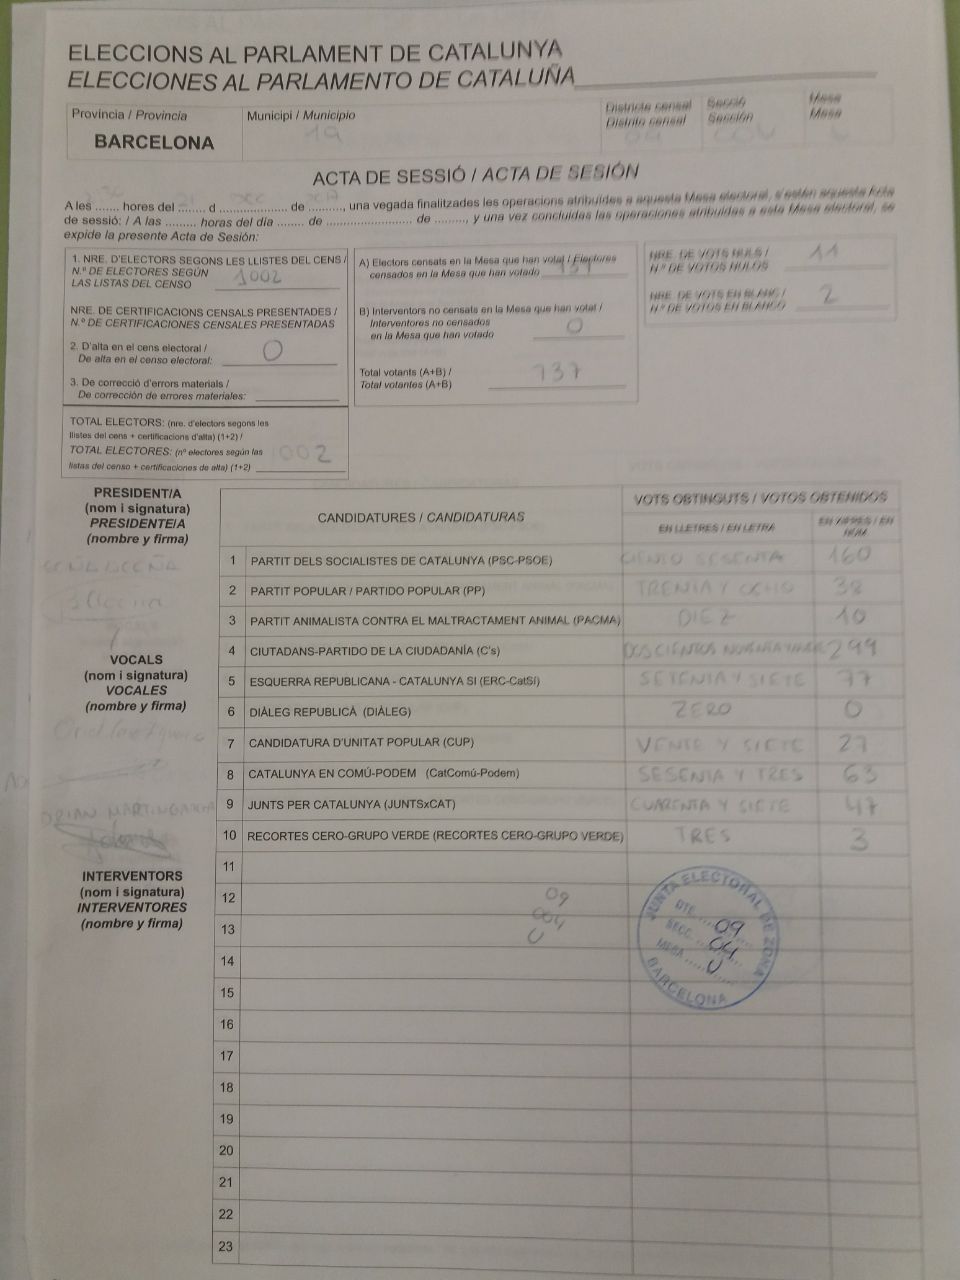 ELECCIONS AL PARLAMENT DE CATALUNYA
ELECCIONES AL PARLAMENTO DE CATALUÑA
Província / Provincia
BARCELONA
Municipi / Municipio
19
Districte censal
Distrito censal
09
Secció
Sección
Mesa
Mesa
U
ACTA DE SESSIÓ / ACTA DE SESIÓN
A les ....... hores del ....... d ................. de ........., una vegada finalitzades les operacions atribuïdes a aquesta Mesa electoral, s'estén aquesta Acta
de sessió: / A las ......... horas del día ........ de ..................... de ........, y una vez concluidas las operaciones atribuidas a esta Mesa electoral, se
expide la presente Acta de Sesión:
1. NRE. D'ELECTORS SEGONS LES LLISTES DEL CENS /
N.º DE ELECTORES SEGÚN
LAS LISTAS DEL CENSO 1002
NRE. DE CERTIFICACIONS CENSALS PRESENTADES /
N.º DE CERTIFICACIONES CENSALES PRESENTADAS
2. D'alta en el cens electoral /
De alta en el censo electoral: 0
3. De correcció d'errors materials /
De corrección de errores materiales:
TOTAL ELECTORS: (nre. d'electors segons les
llistes del cens + certificacions d'alta) (1+2) /
TOTAL ELECTORES: (nº electores según las
listas del censo + certificaciones de alta) (1+2) 1002
A) Electors censats en la Mesa que han votat / Electores
censados en la Mesa que han votado 737
B) Interventors no censats en la Mesa que han votat /
Interventores no censados
en la Mesa que han votado 0
Total votants (A+B) /
Total votantes (A+B) 737
NRE. DE VOTS NULS /
N.º DE VOTOS NULOS 11
NRE. DE VOTS EN BLANC /
N.º DE VOTOS EN BLANCO 2
PRESIDENT/A
(nom i signatura)
PRESIDENTE/A
(nombre y firma)
VOCALS
(nom i signatura)
VOCALES
(nombre y firma)
INTERVENTORS
(nom i signatura)
INTERVENTORES
(nombre y firma)
CANDIDATURES / CANDIDATURAS
VOTS OBTINGUTS / VOTOS OBTENIDOS
EN LLETRES / EN LETRA
EN XIFRES / EN NÚM.
1 PARTIT DELS SOCIALISTES DE CATALUNYA (PSC-PSOE) CIENTO SESENTA 160
2 PARTIT POPULAR / PARTIDO POPULAR (PP) TRENTA Y OCHO 38
3 PARTIT ANIMALISTA CONTRA EL MALTRACTAMENT ANIMAL (PACMA) DIEZ 10
4 CIUTADANS-PARTIDO DE LA CIUDADANÍA (C's) DOSCIENTOS 299
5 ESQUERRA REPUBLICANA - CATALUNYA SÍ (ERC-CatSí) SETENTA Y SIETE 77
6 DIÀLEG REPUBLICÀ (DIÀLEG) ZERO 0
7 CANDIDATURA D'UNITAT POPULAR (CUP) VENTE Y SIETE 27
8 CATALUNYA EN COMÚ-PODEM (CatComú-Podem) SESENTA Y TRES 63
9 JUNTS PER CATALUNYA (JUNTSxCAT) CUARENTA Y SIETE 47
10 RECORTES CERO-GRUPO VERDE (RECORTES CERO-GRUPO VERDE) TRES 3
11
12
13
14
15
16
17
18
19
20
21
22
23
09
004
U
JUNTA ELECTORAL DE ZONA
DTE. 09
SECC. 04
MESA U
BARCELONA